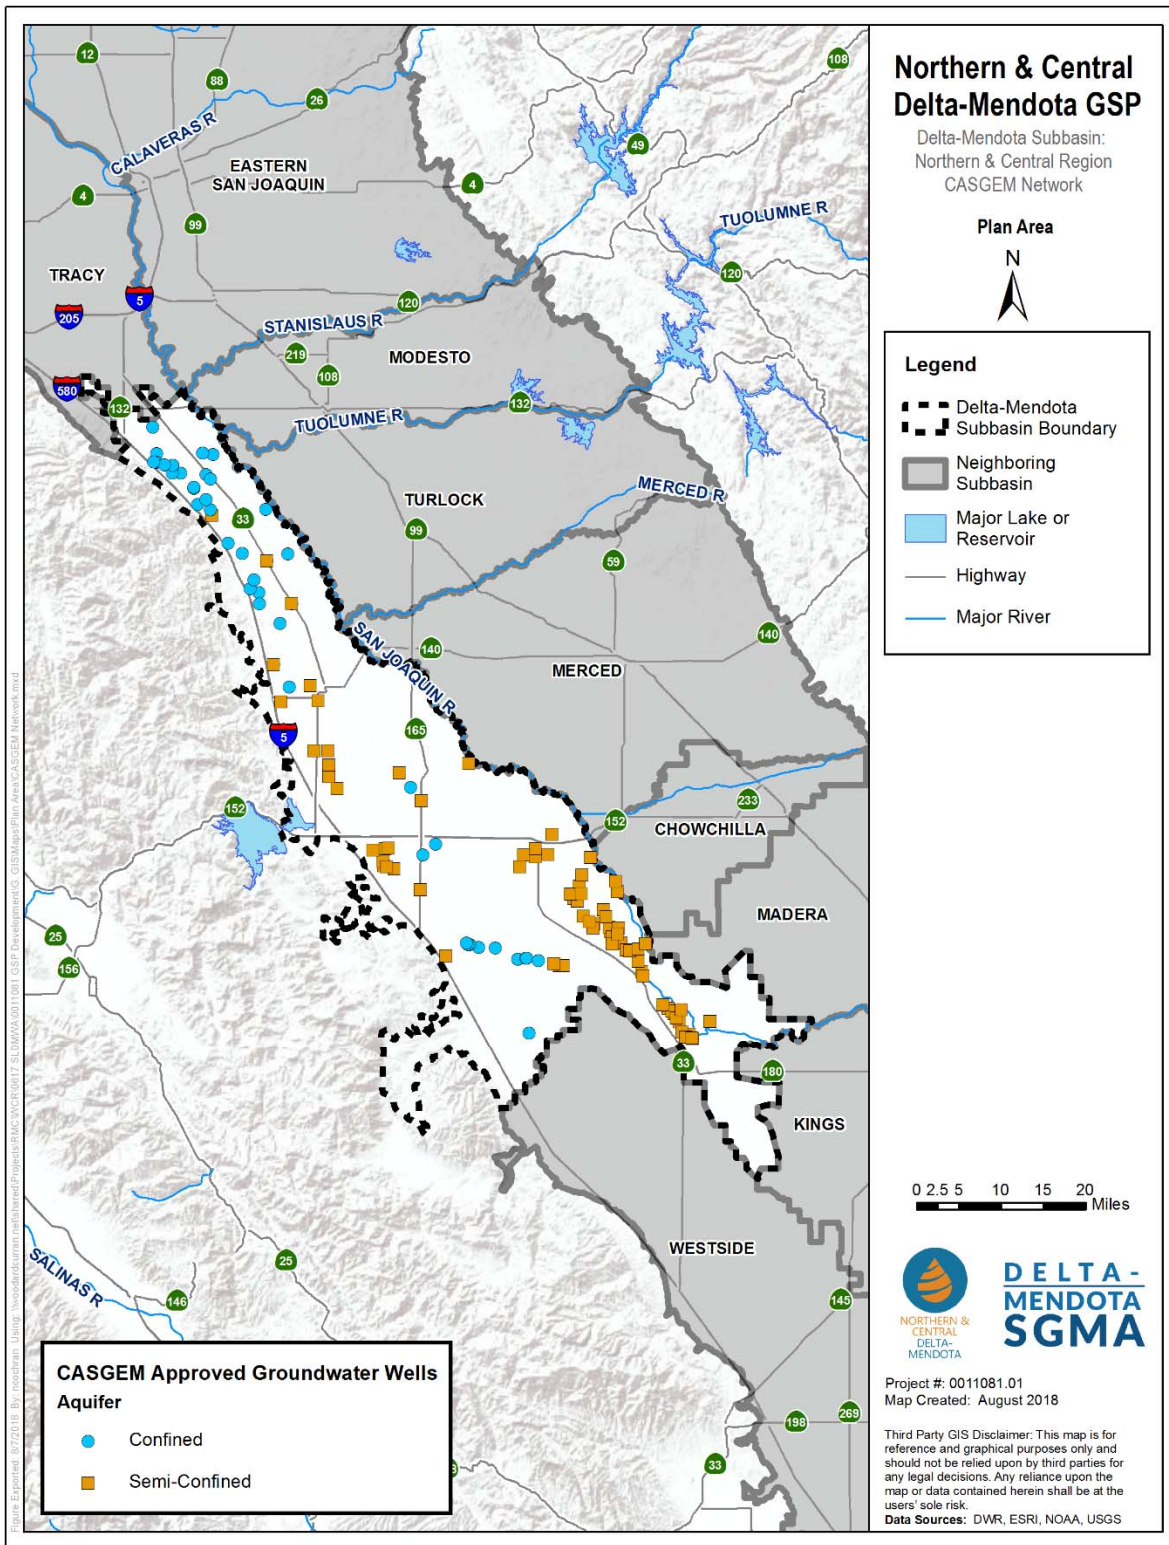 Northern & Central
Delta-Mendota GSP
Delta-Mendota Subbasin:
Northern & Central Region
CASGEM Network
Plan Area
N
Legend
Delta-Mendota
Subbasin Boundary
Neighboring
Subbasin
Major Lake or
Reservoir
Highway
Major River
0 2.5 5 10 15 20
Miles
NORTHERN &
CENTRAL
DELTA-
MENDOTA
DELTA-
MENDOTA
SGMA
Project #: 0011081.01
Map Created: August 2018
Third Party GIS Disclaimer: This map is for
reference and graphical purposes only and
should not be relied upon by third parties for
any legal decisions. Any reliance upon the
map or data contained herein shall be at the
users' sole risk.
Data Sources: DWR, ESRI, NOAA, USGS
12
88
26
108
CALAVERAS R
EASTERN
SAN JOAQUIN
49
4
4
99
TUOLUMNE R
TRACY
120
5
205
120
STANISLAUS R
219
MODESTO
108
580
132
132
TUOLUMNE R
MERCED R
TURLOCK
33
99
59
SAN JOAQUIN R
140
140
MERCED
165
5
152
233
152
CHOWCHILLA
MADERA
25
156
33
180
KINGS
WESTSIDE
25
SALINAS R
146
145
198
269
33
CASGEM Approved Groundwater Wells
Aquifer
Confined
Semi-Confined